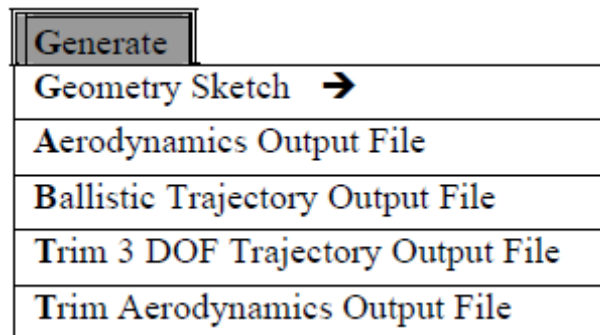 Generate
Geometry Sketch ➔
Aerodynamics Output File
Ballistic Trajectory Output File
Trim 3 DOF Trajectory Output File
Trim Aerodynamics Output File